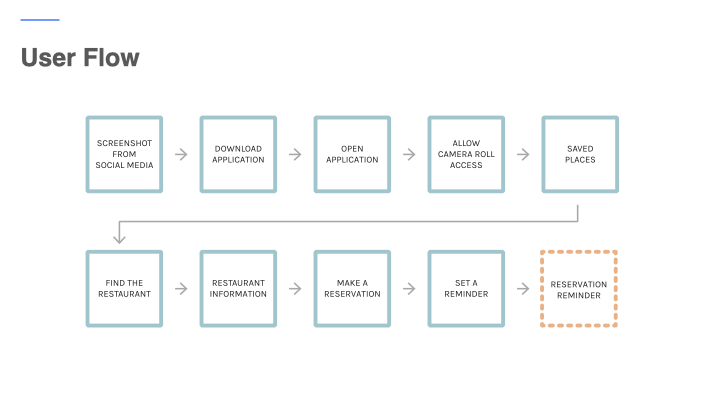 User Flow
SCREENSHOT
FROM
SOCIAL MEDIA
DOWNLOAD
APPLICATION
OPEN
APPLICATION
ALLOW
CAMERA ROLL
ACCESS
SAVED
PLACES
FIND THE
RESTAURANT
RESTAURANT
INFORMATION
MAKE A
RESERVATION
SET A
REMINDER
RESERVATION
REMINDER